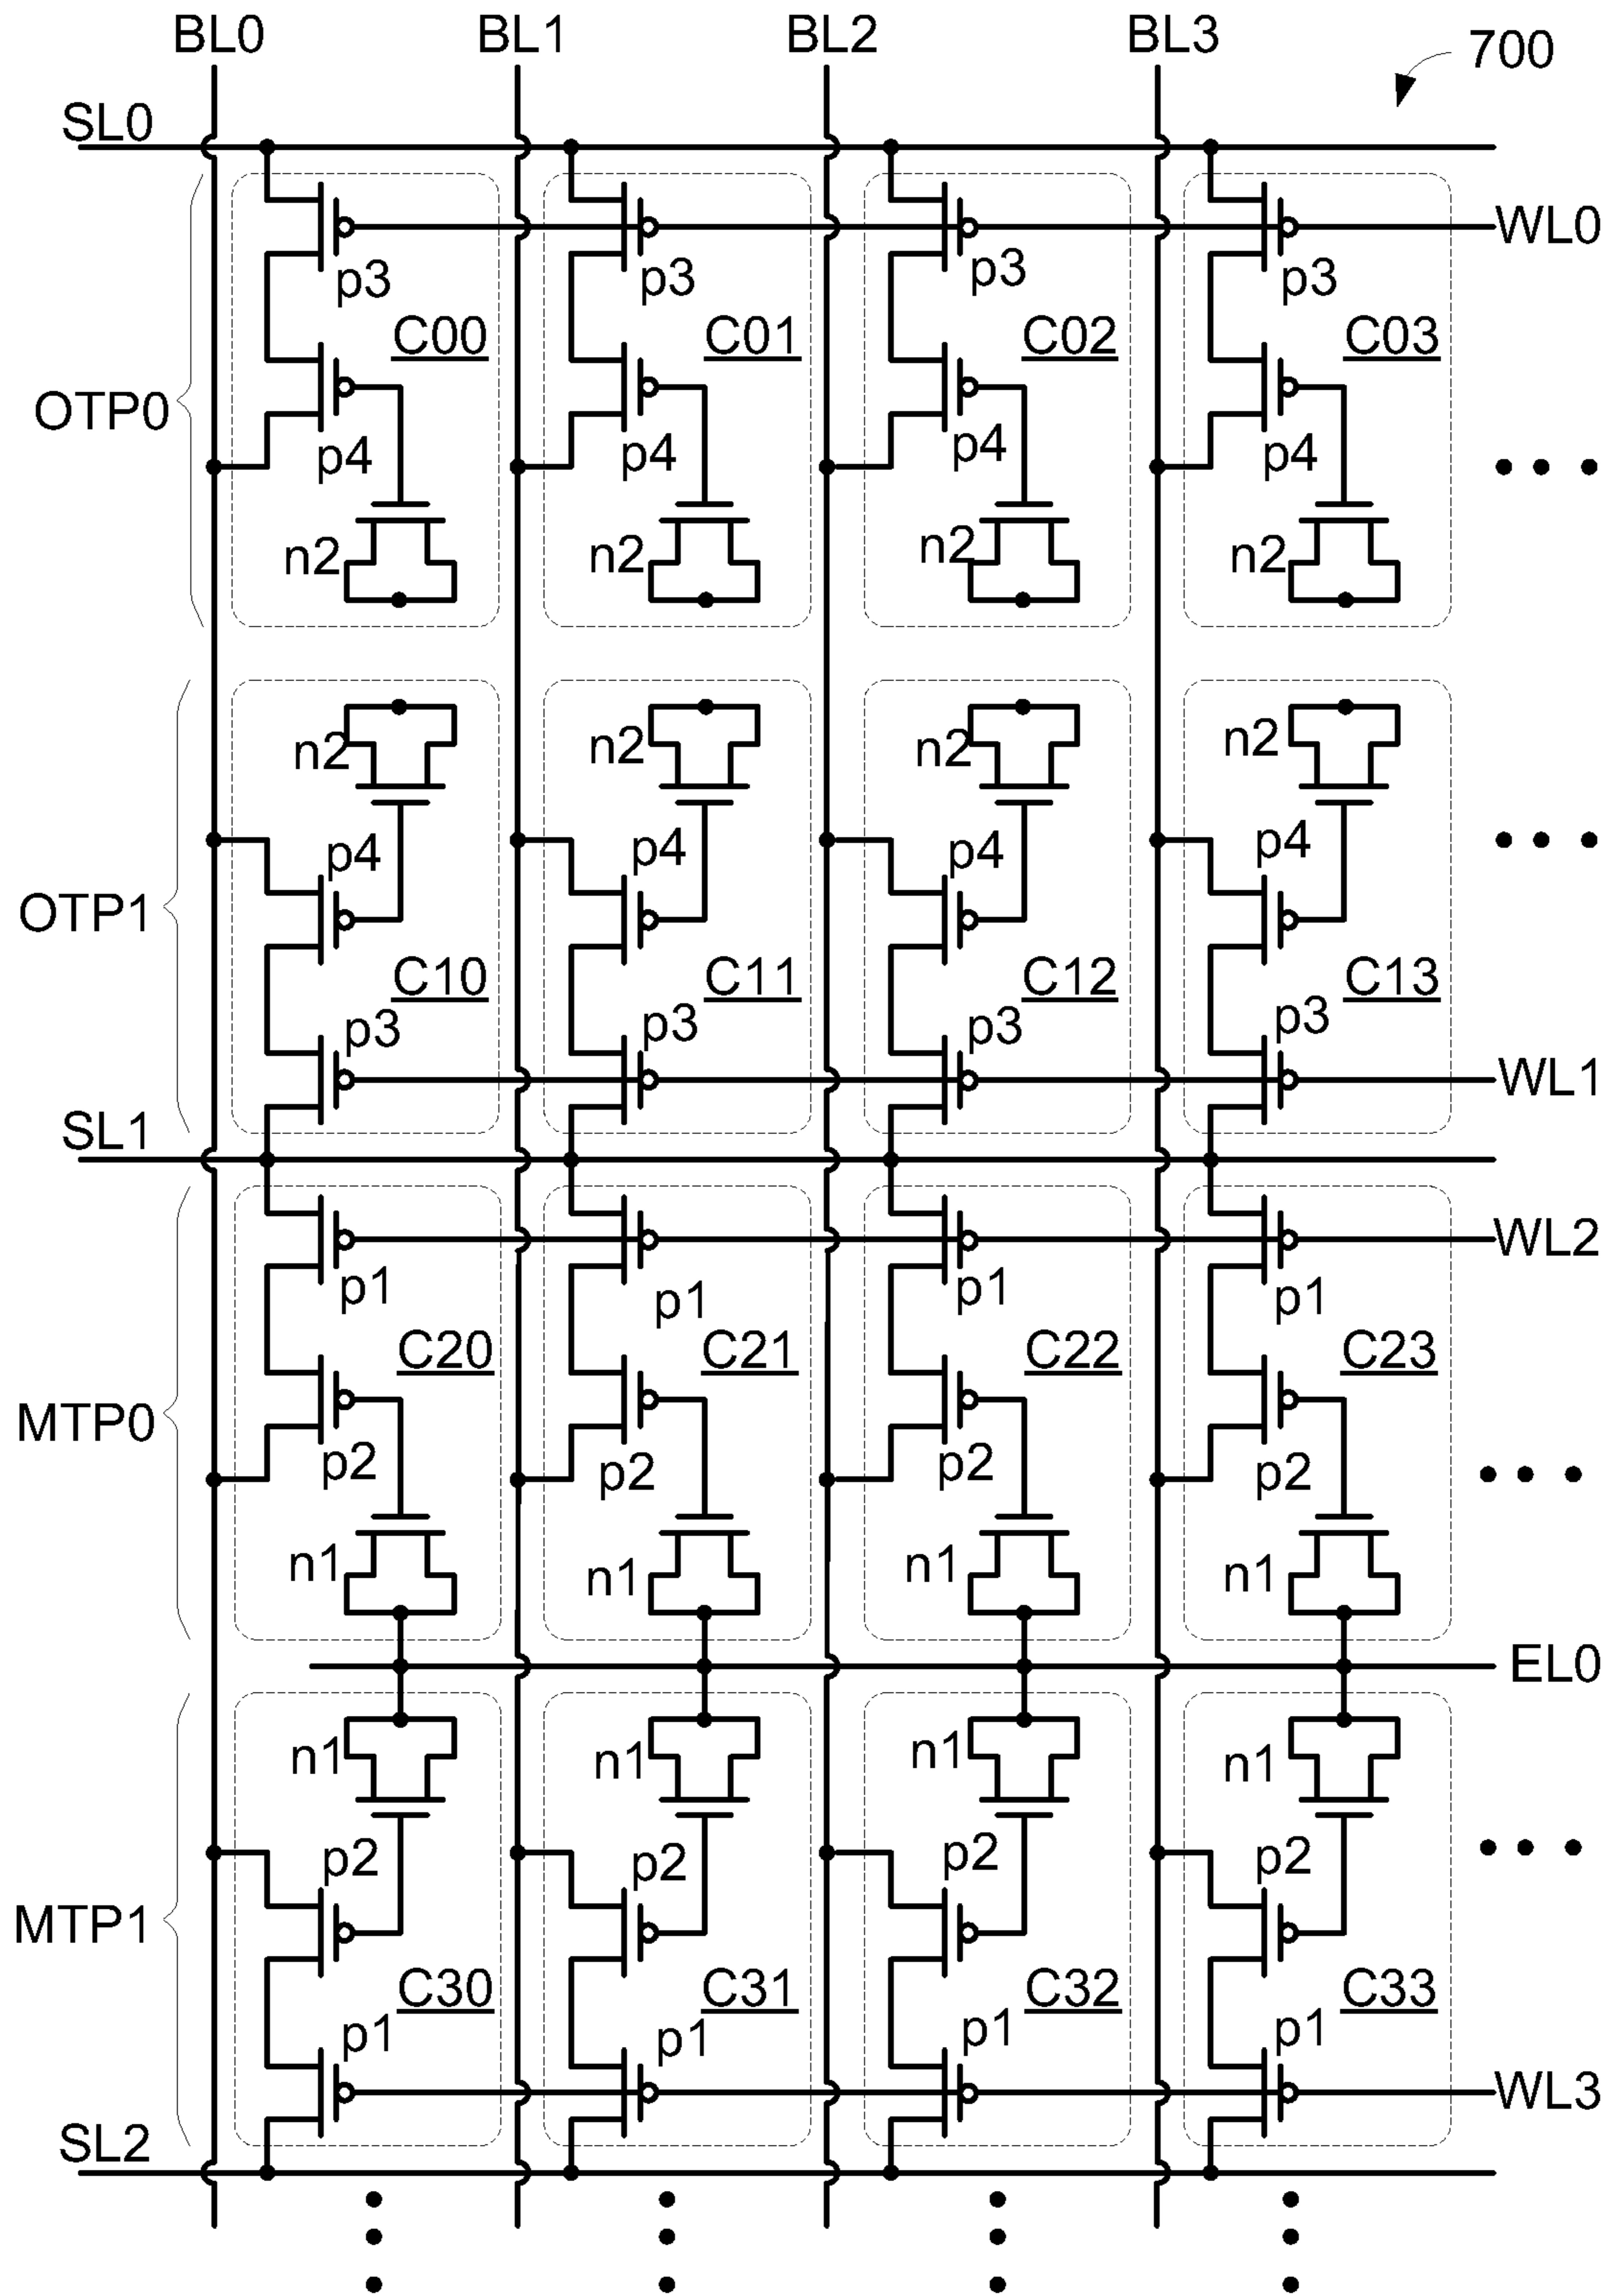 BL0 BL1 BL2 BL3 700
SL0
WL0
p3 p3 p3 p3
C00 C01 C02 C03
OTP0
p4 p4 p4 p4
n2 n2 n2 n2
n2 n2 n2 n2
p4 p4 p4 p4
OTP1
C10 C11 C12 C13
p3 p3 p3 p3
WL1
SL1
WL2
p1 p1 p1 p1
C20 C21 C22 C23
MTP0
p2 p2 p2 p2
n1 n1 n1 n1
EL0
n1 n1 n1 n1
p2 p2 p2 p2
MTP1
C30 C31 C32 C33
p1 p1 p1 p1
WL3
SL2